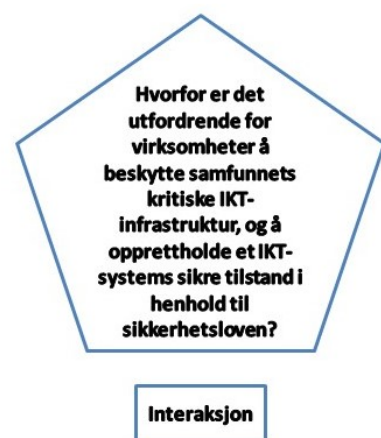 Hvorfor er det
utfordrende for
virksomheter å
beskytte samfunnets
kritiske IKT-
infrastruktur, og å
opprettholde et IKT-
systems sikre tilstand i
henhold til
sikkerhetsloven?
Interaksjon